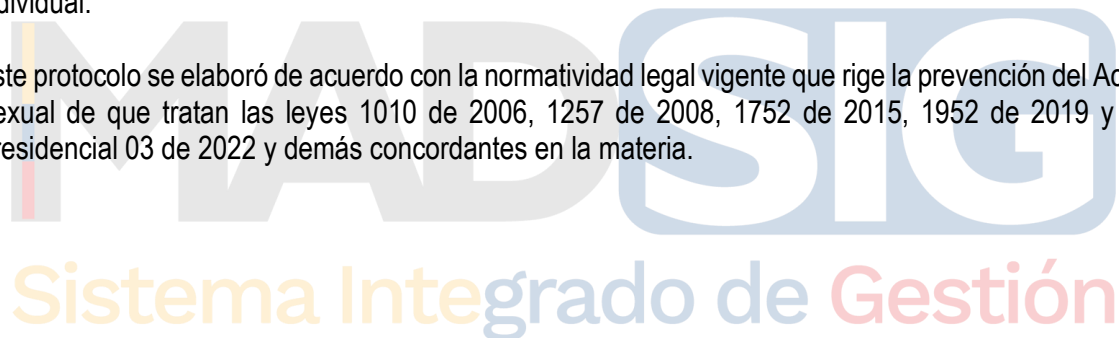 dividual.
ste protocolo se elaboró de acuerdo con la normatividad legal vigente que rige la prevención del Ac
exual de que tratan las leyes 1010 de 2006, 1257 de 2008, 1752 de 2015, 1952 de 2019 y
residencial 03 de 2022 y demás concordantes en la materia.
MADSIG
Sistema Integrado de Gestión